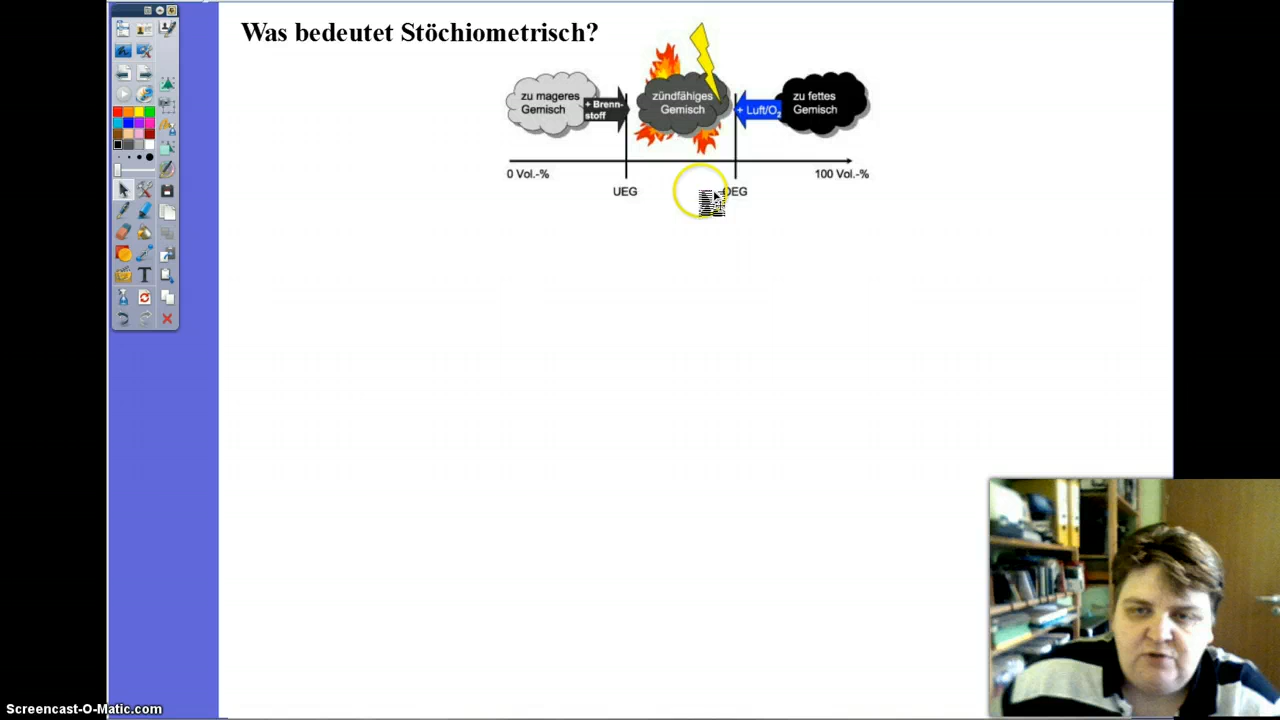 Was bedeutet Stöchiometrisch?
zu mageres
Gemisch
+ Brenn-
stoff
zündfähiges
Gemisch
+ Luft/O₂
zu fettes
Gemisch
0 Vol.-%
100 Vol.-%
UEG
OEG
T
Screencast-O-Matic.com